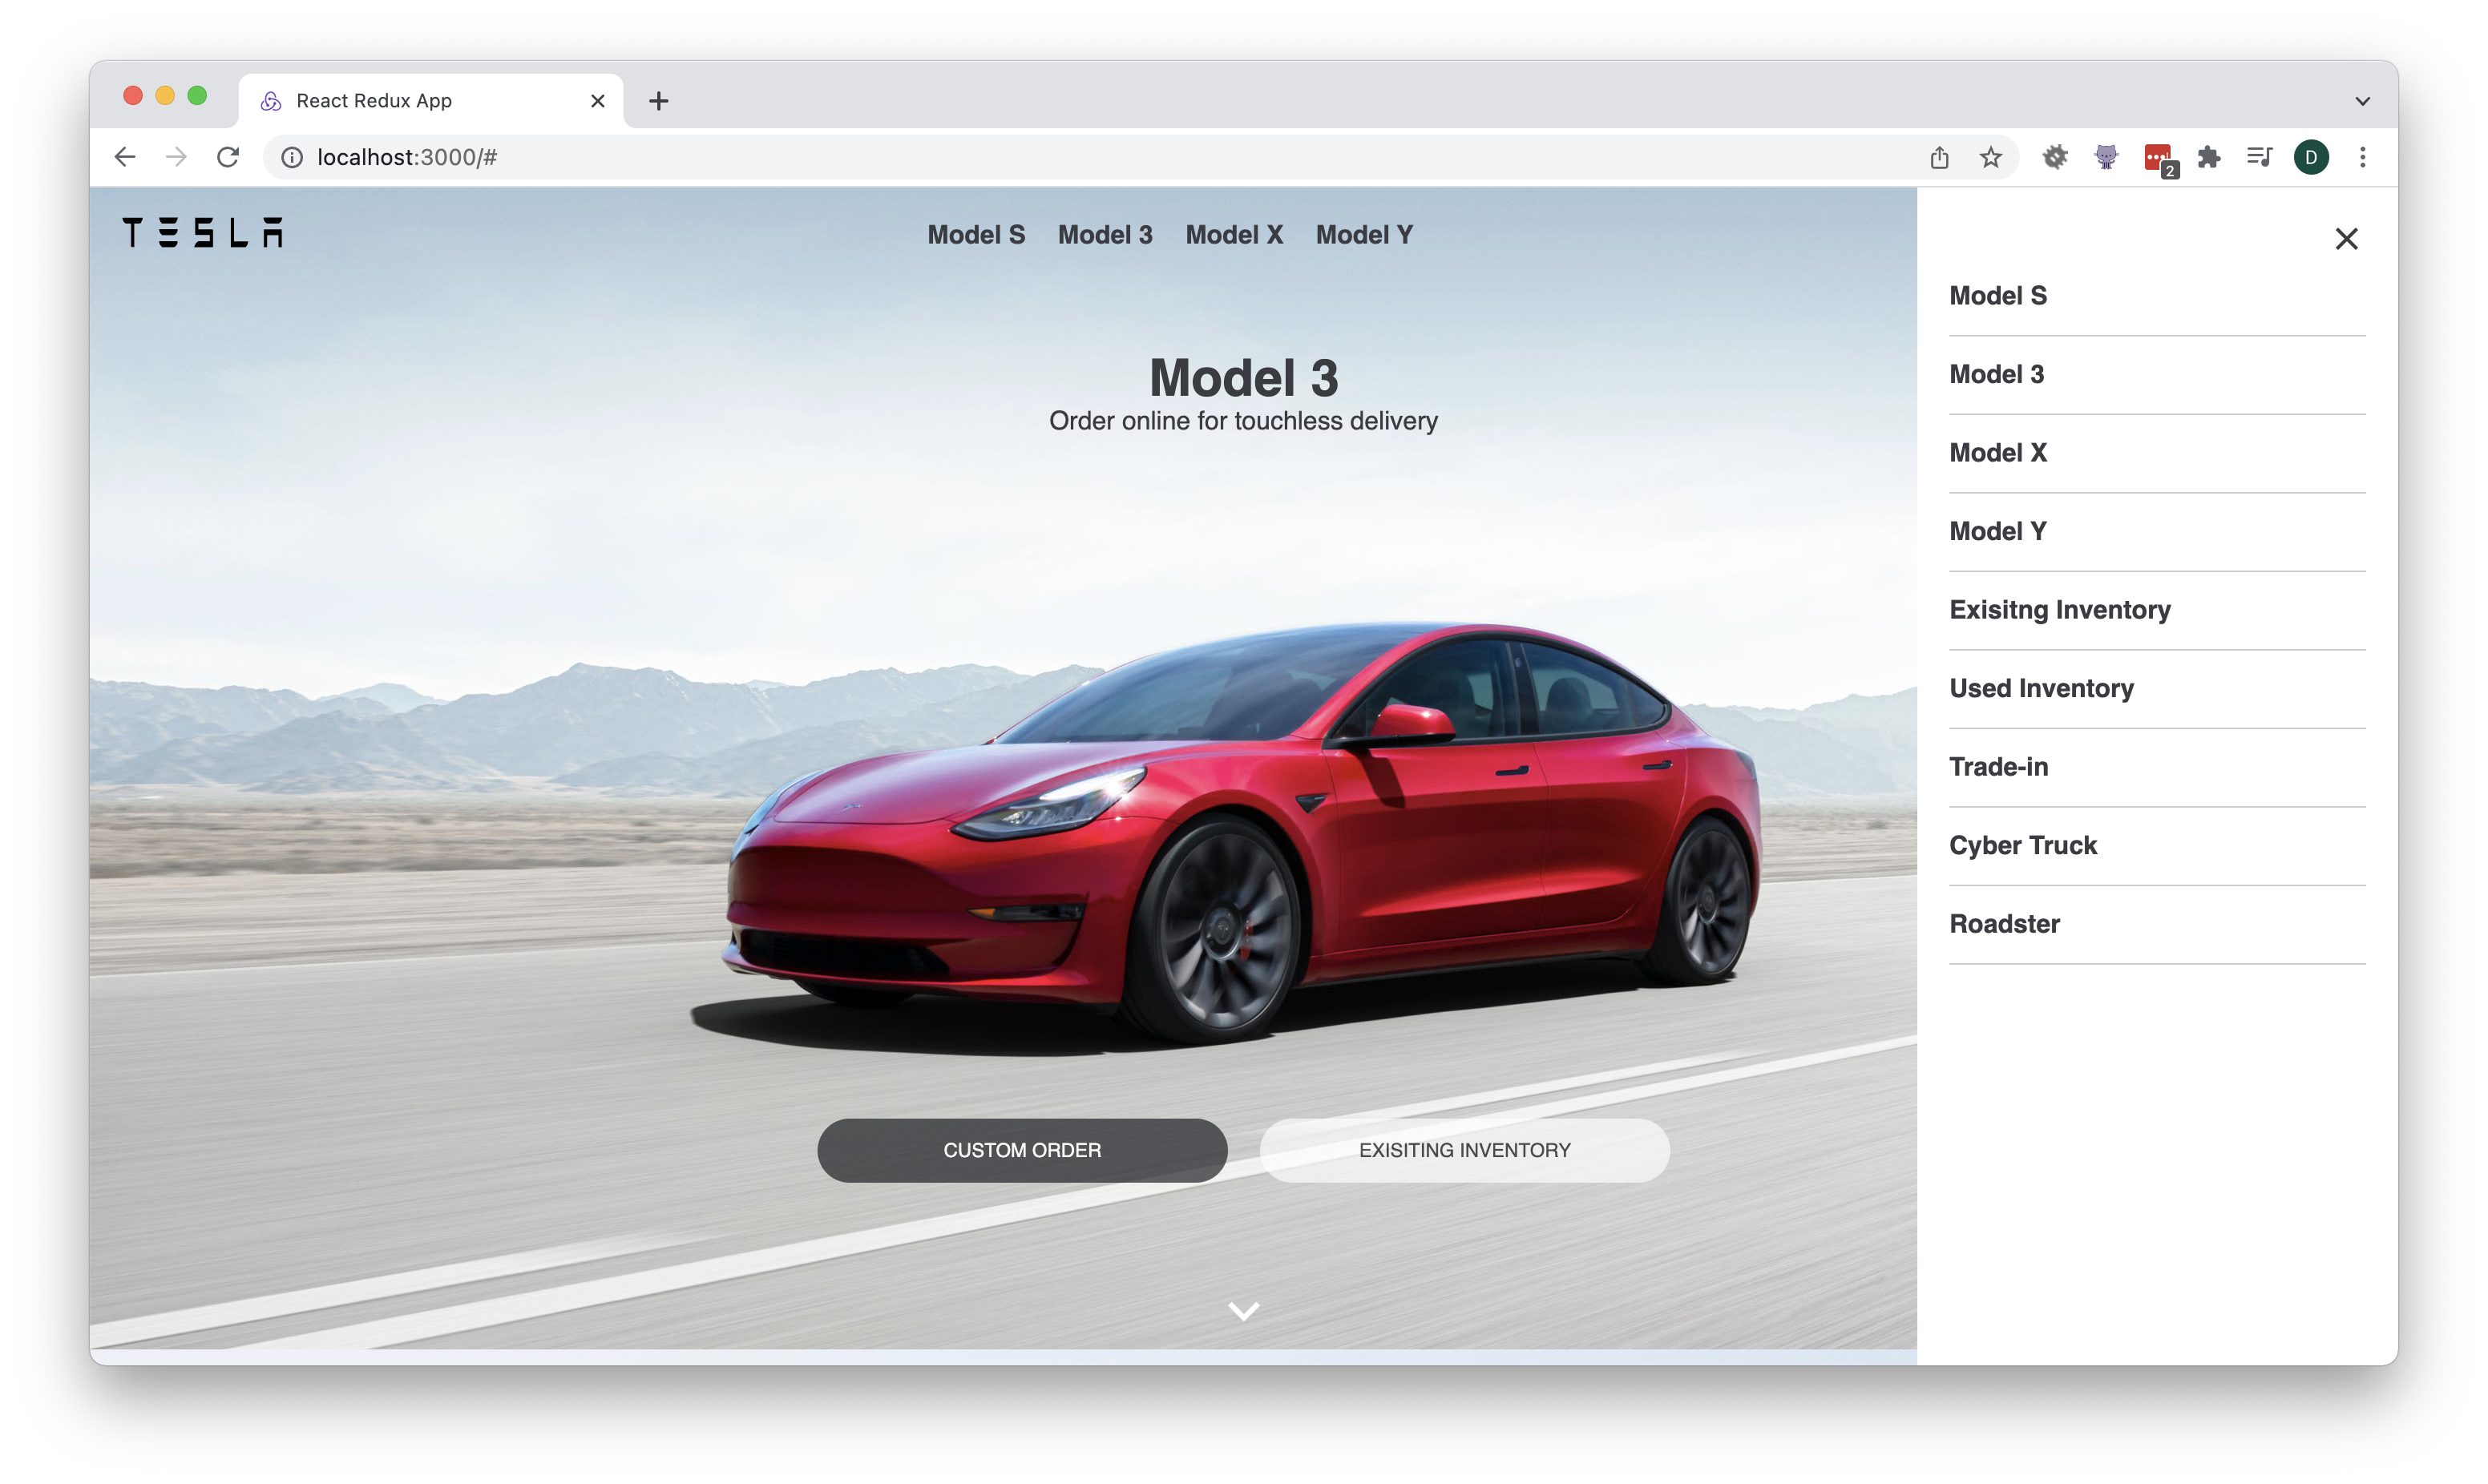 React Redux App
localhost:3000/#
2
D
TESLA
Model S Model 3 Model X Model Y
Model 3
Order online for touchless delivery
CUSTOM ORDER
EXISITING INVENTORY
Model S
Model 3
Model X
Model Y
Exisitng Inventory
Used Inventory
Trade-in
Cyber Truck
Roadster